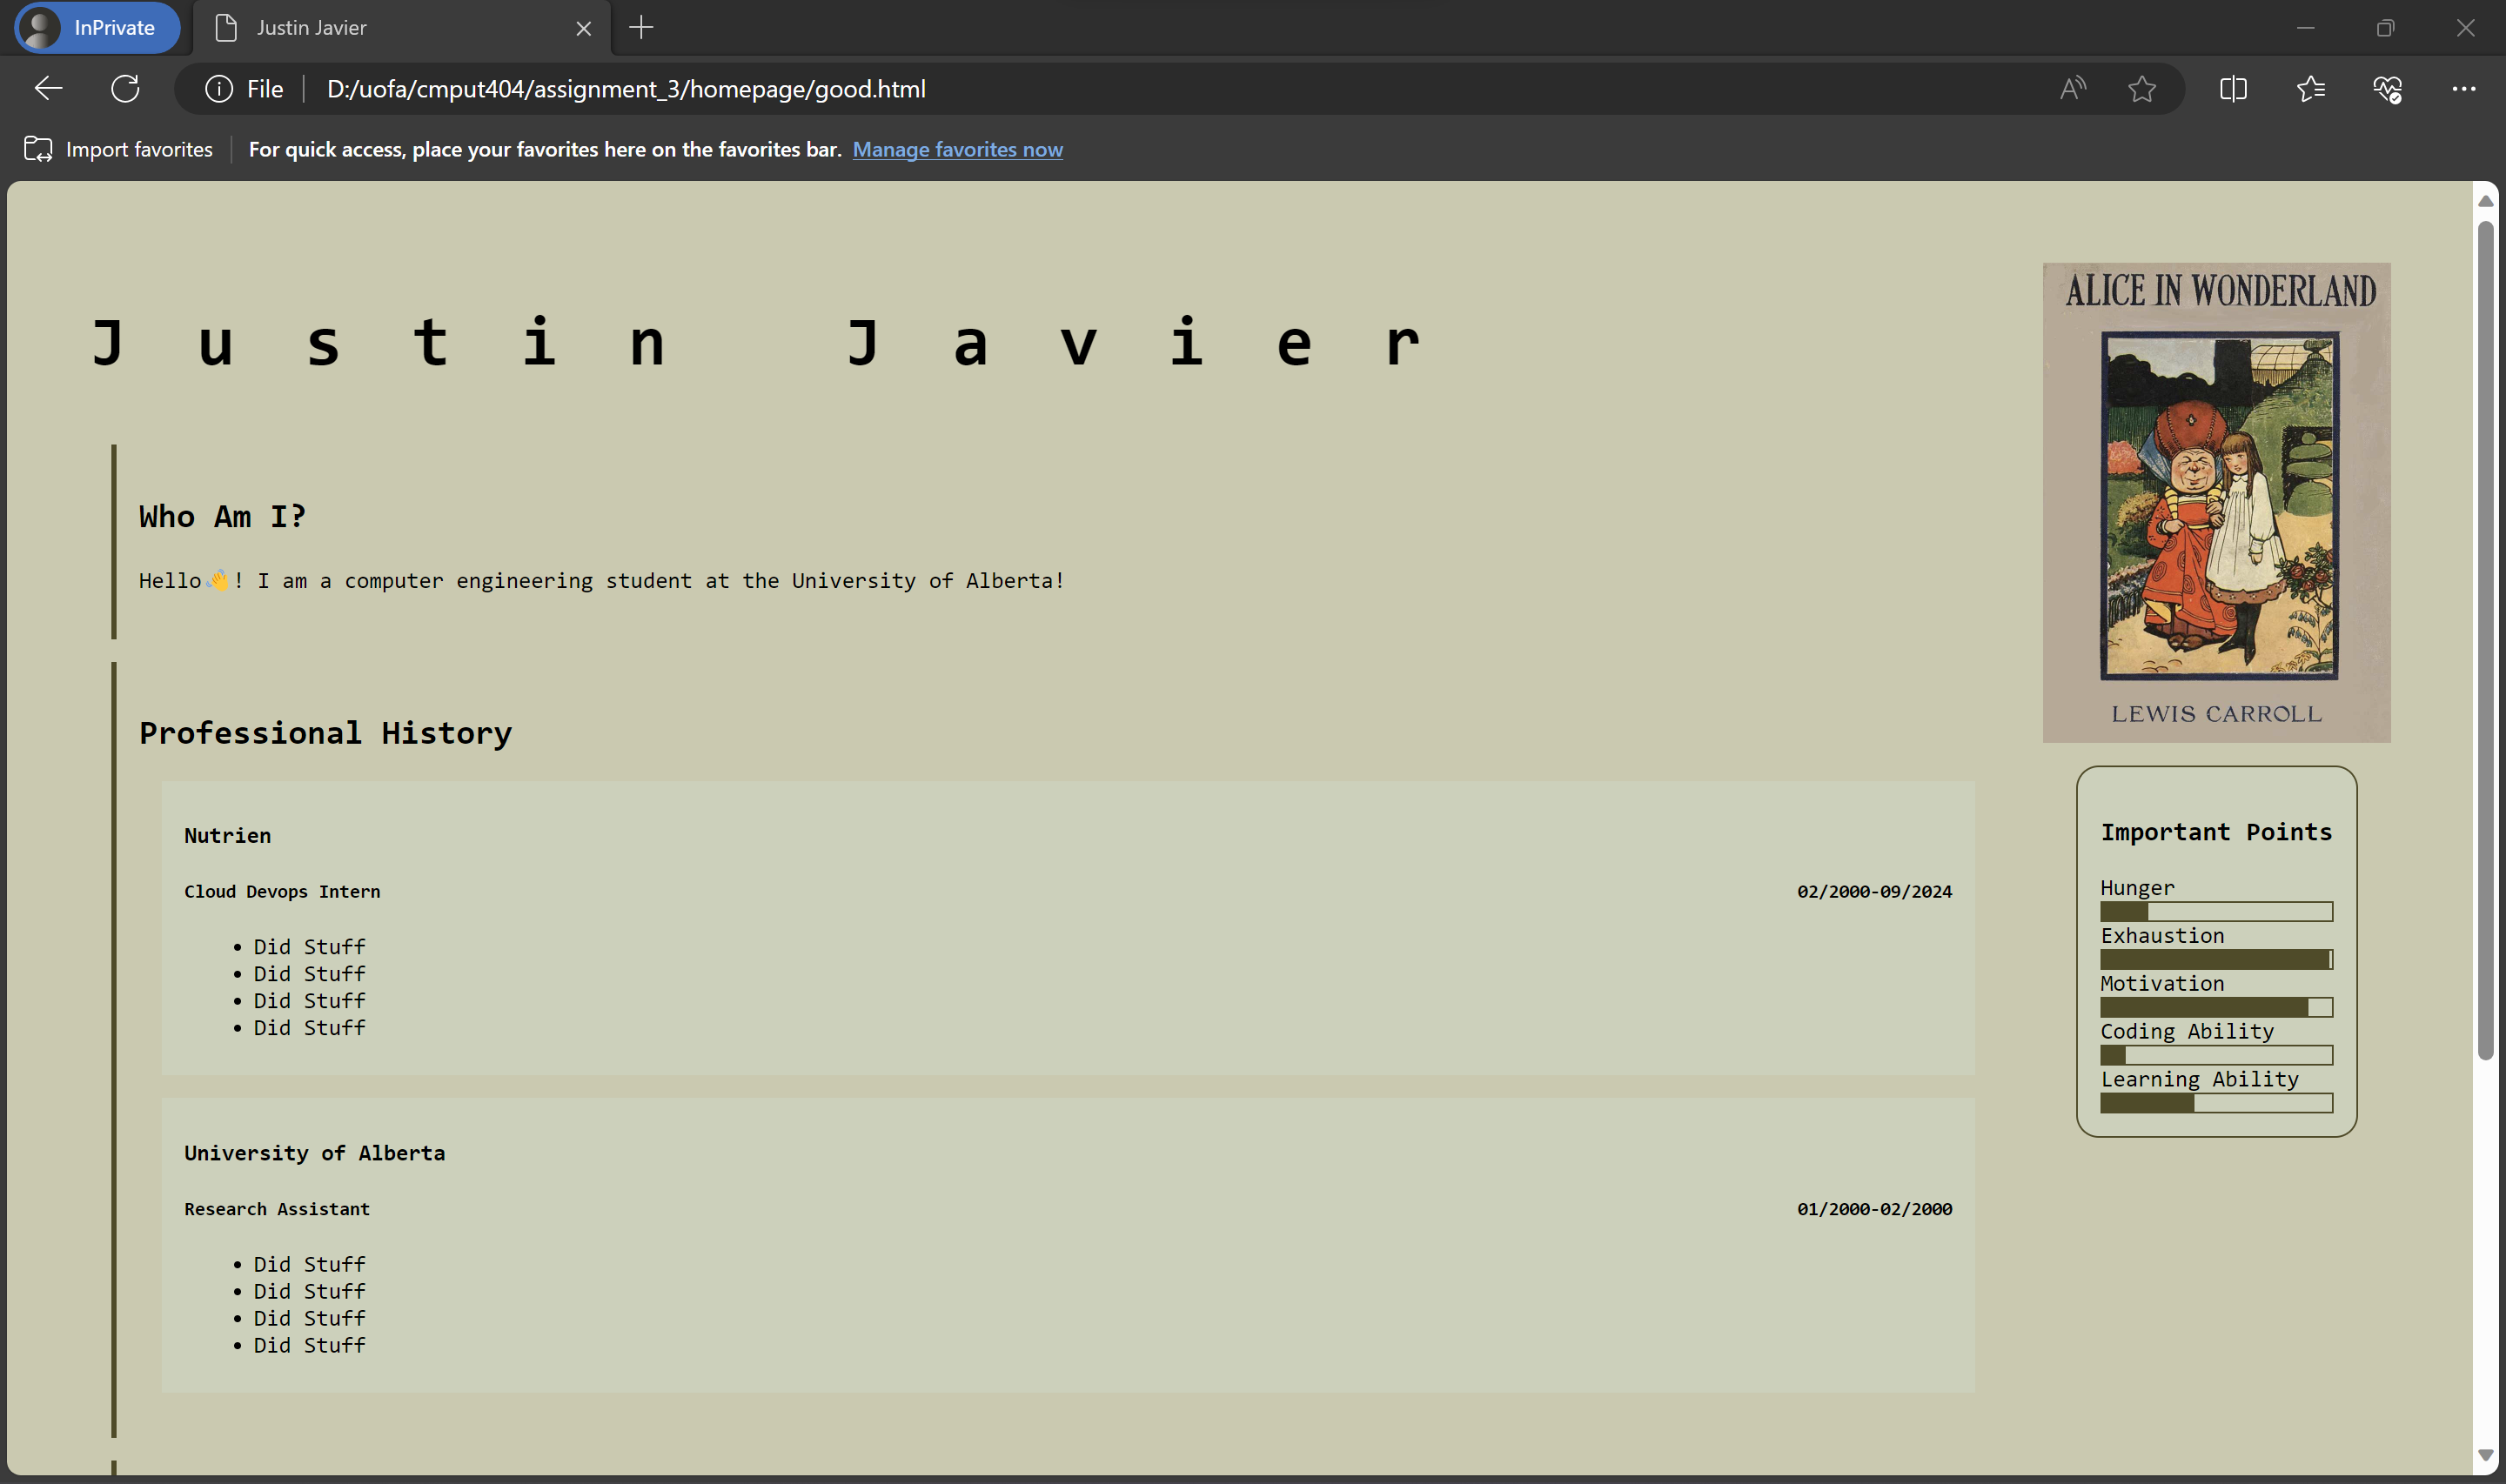 InPrivate
Justin Javier
File
D:/uofa/cmput404/assignment_3/homepage/good.html
Import favorites
For quick access, place your favorites here on the favorites bar. Manage favorites now
Justin Javier
Who Am I?
Hello👋! I am a computer engineering student at the University of Alberta!
Professional History
Nutrien
Cloud Devops Intern 02/2000-09/2024
• Did Stuff
• Did Stuff
• Did Stuff
• Did Stuff
University of Alberta
Research Assistant 01/2000-02/2000
• Did Stuff
• Did Stuff
• Did Stuff
• Did Stuff
ALICE IN WONDERLAND
LEWIS CARROLL
Important Points
Hunger
Exhaustion
Motivation
Coding Ability
Learning Ability